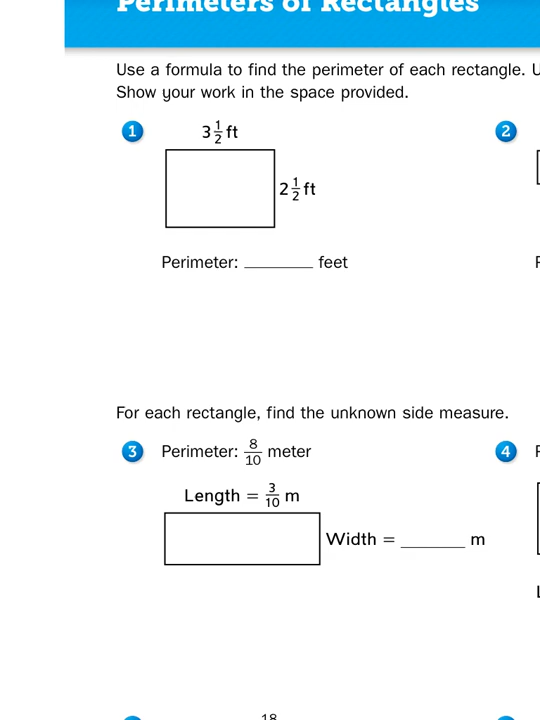 Perimeters of Rectangles
Use a formula to find the perimeter of each rectangle.
Show your work in the space provided.
1
3 1/2 ft
2
2 1/2 ft
Perimeter: ________ feet
For each rectangle, find the unknown side measure.
3 Perimeter: 8/10 meter
4
Length = 3/10 m
Width = ________ m
18